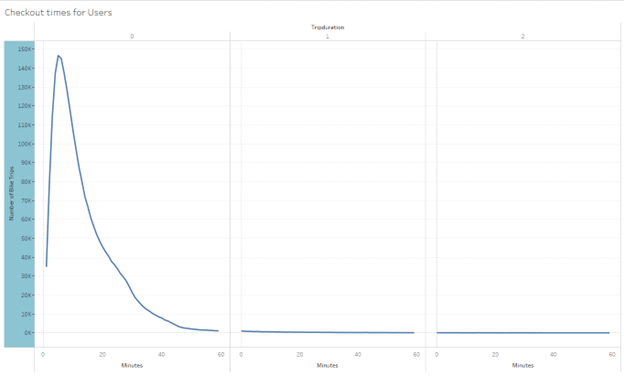 Checkout times for Users
Tripduration
0 1 2
Number of Bike Trips
150K
140K
130K
120K
110K
100K
90K
80K
70K
60K
50K
40K
30K
20K
10K
0K
0 20 40 60 0 20 40 60 0 20 40 60
Minutes Minutes Minutes